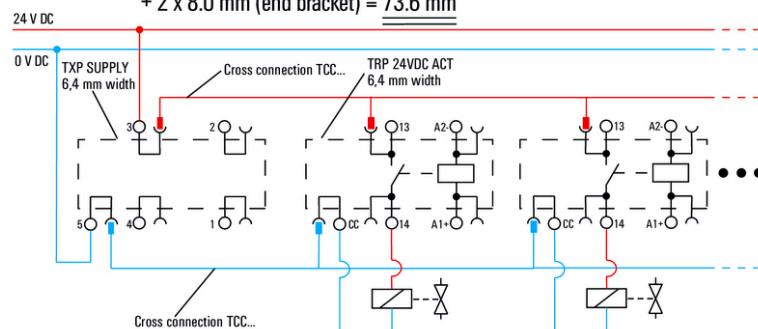 + 2 x 8.0 mm (end bracket) = 73.6 mm
24 V DC
0 V DC
TXP SUPPLY
6,4 mm width
Cross connection TCC...
TRP 24VDC ACT
6,4 mm width
3
2
13
A2-
13
A2-
5
4
1
CC
14
A1+
CC
14
A1+
Cross connection TCC...